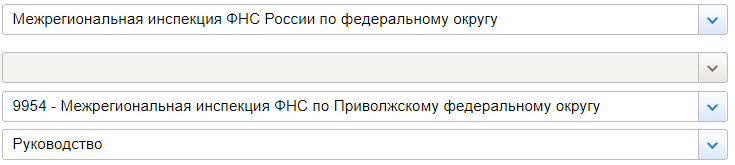 Межрегиональная инспекция ФНС России по федеральному округу
9954 - Межрегиональная инспекция ФНС по Приволжскому федеральному округу
Руководство